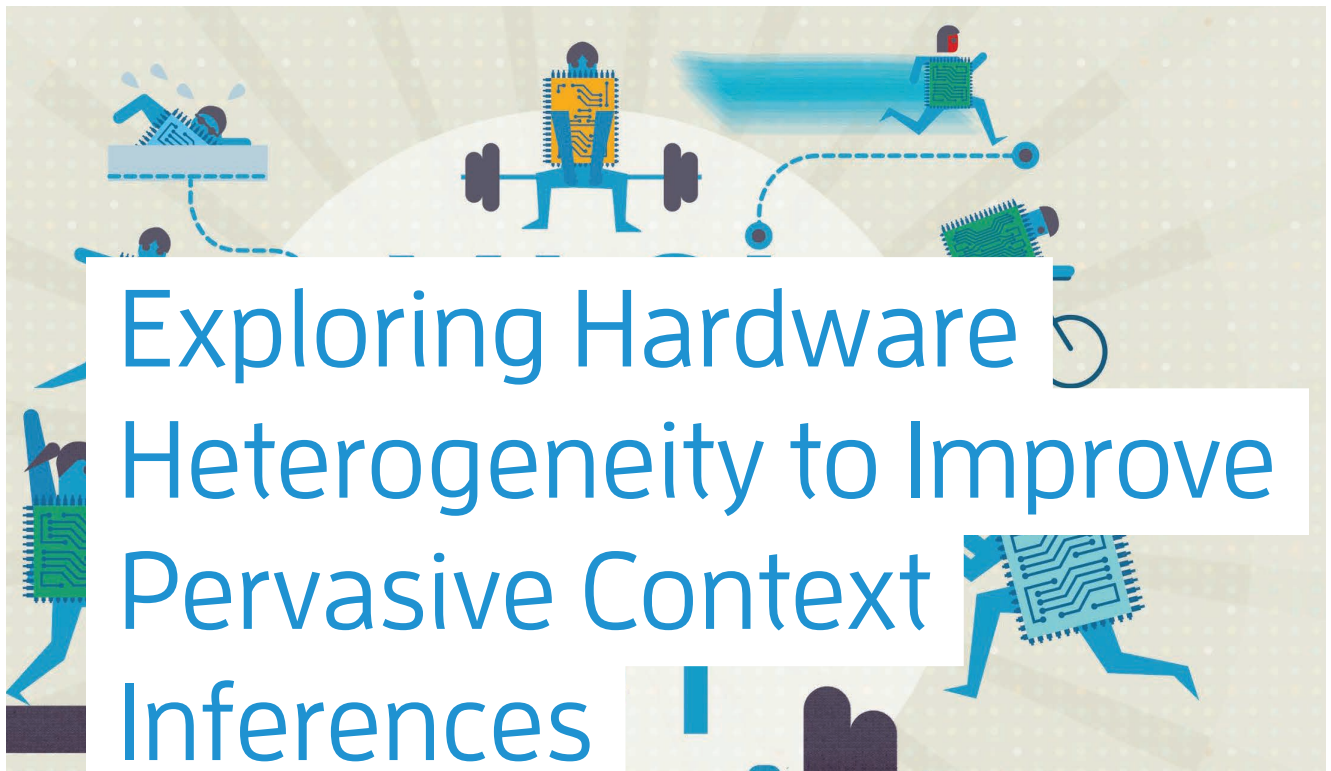 Exploring Hardware
Heterogeneity to Improve
Pervasive Context
Inferences